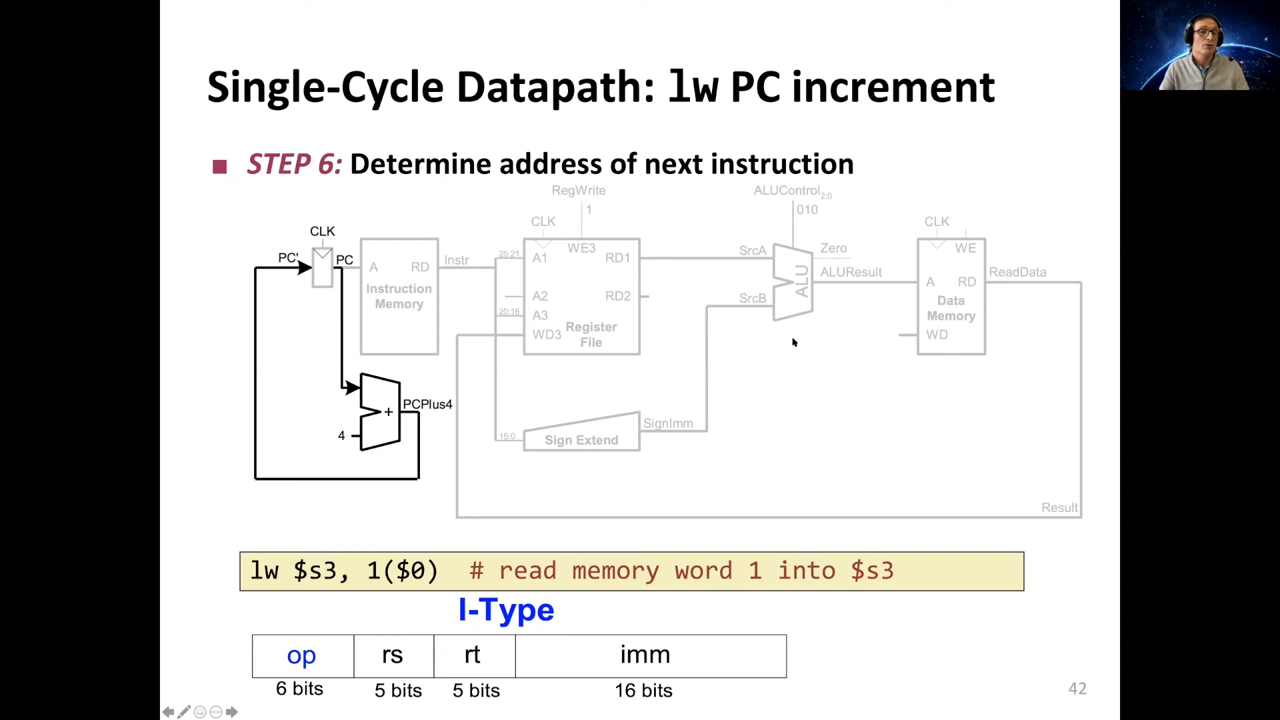 Single-Cycle Datapath: lw PC increment
STEP 6: Determine address of next instruction
RegWrite
ALUControl2:0
1
010
CLK
CLK
CLK
WE3
WE
PC'
PC
A
RD
Instr
25:21
A1
RD1
SrcA
Zero
ALUResult
ReadData
Instruction
Memory
A2
RD2
SrcB
ALU
A
RD
20:16
A3
Data
Memory
WD3
Register
File
WD
PCPlus4
+
4
SignImm
15:0
Sign Extend
Result
lw $s3, 1($0) # read memory word 1 into $s3
I-Type
op rs rt imm
6 bits 5 bits 5 bits 16 bits
42